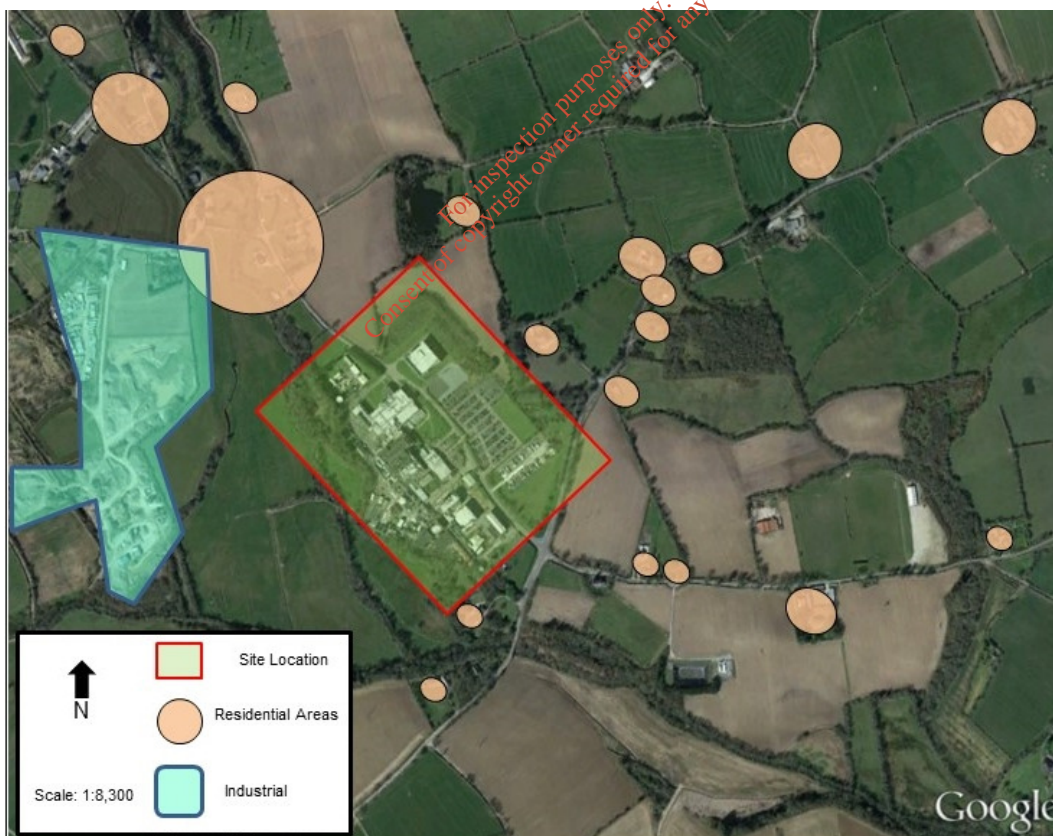 For inspection purposes only.
Consent of copyright owner required for any
Site Location
N
Residential Areas
Scale: 1:8,300
Industrial
Google